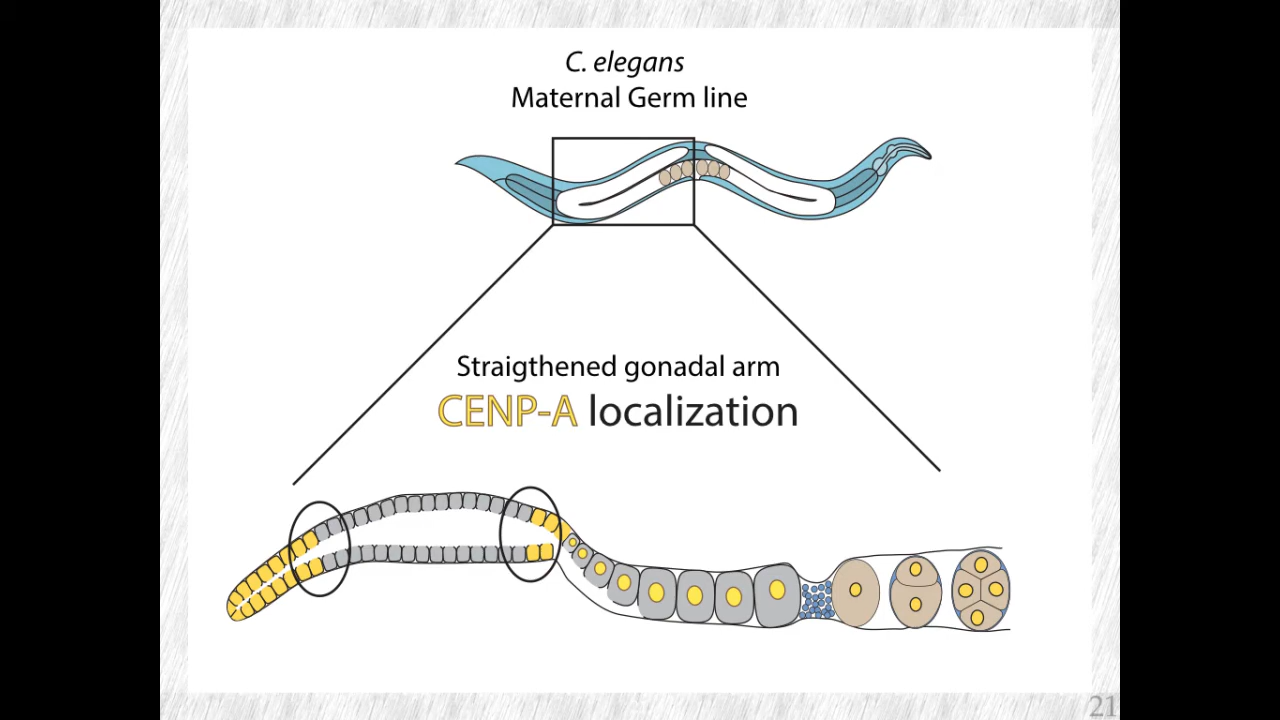 C. elegans
Maternal Germ line
Straigthened gonadal arm
CENP-A localization
21